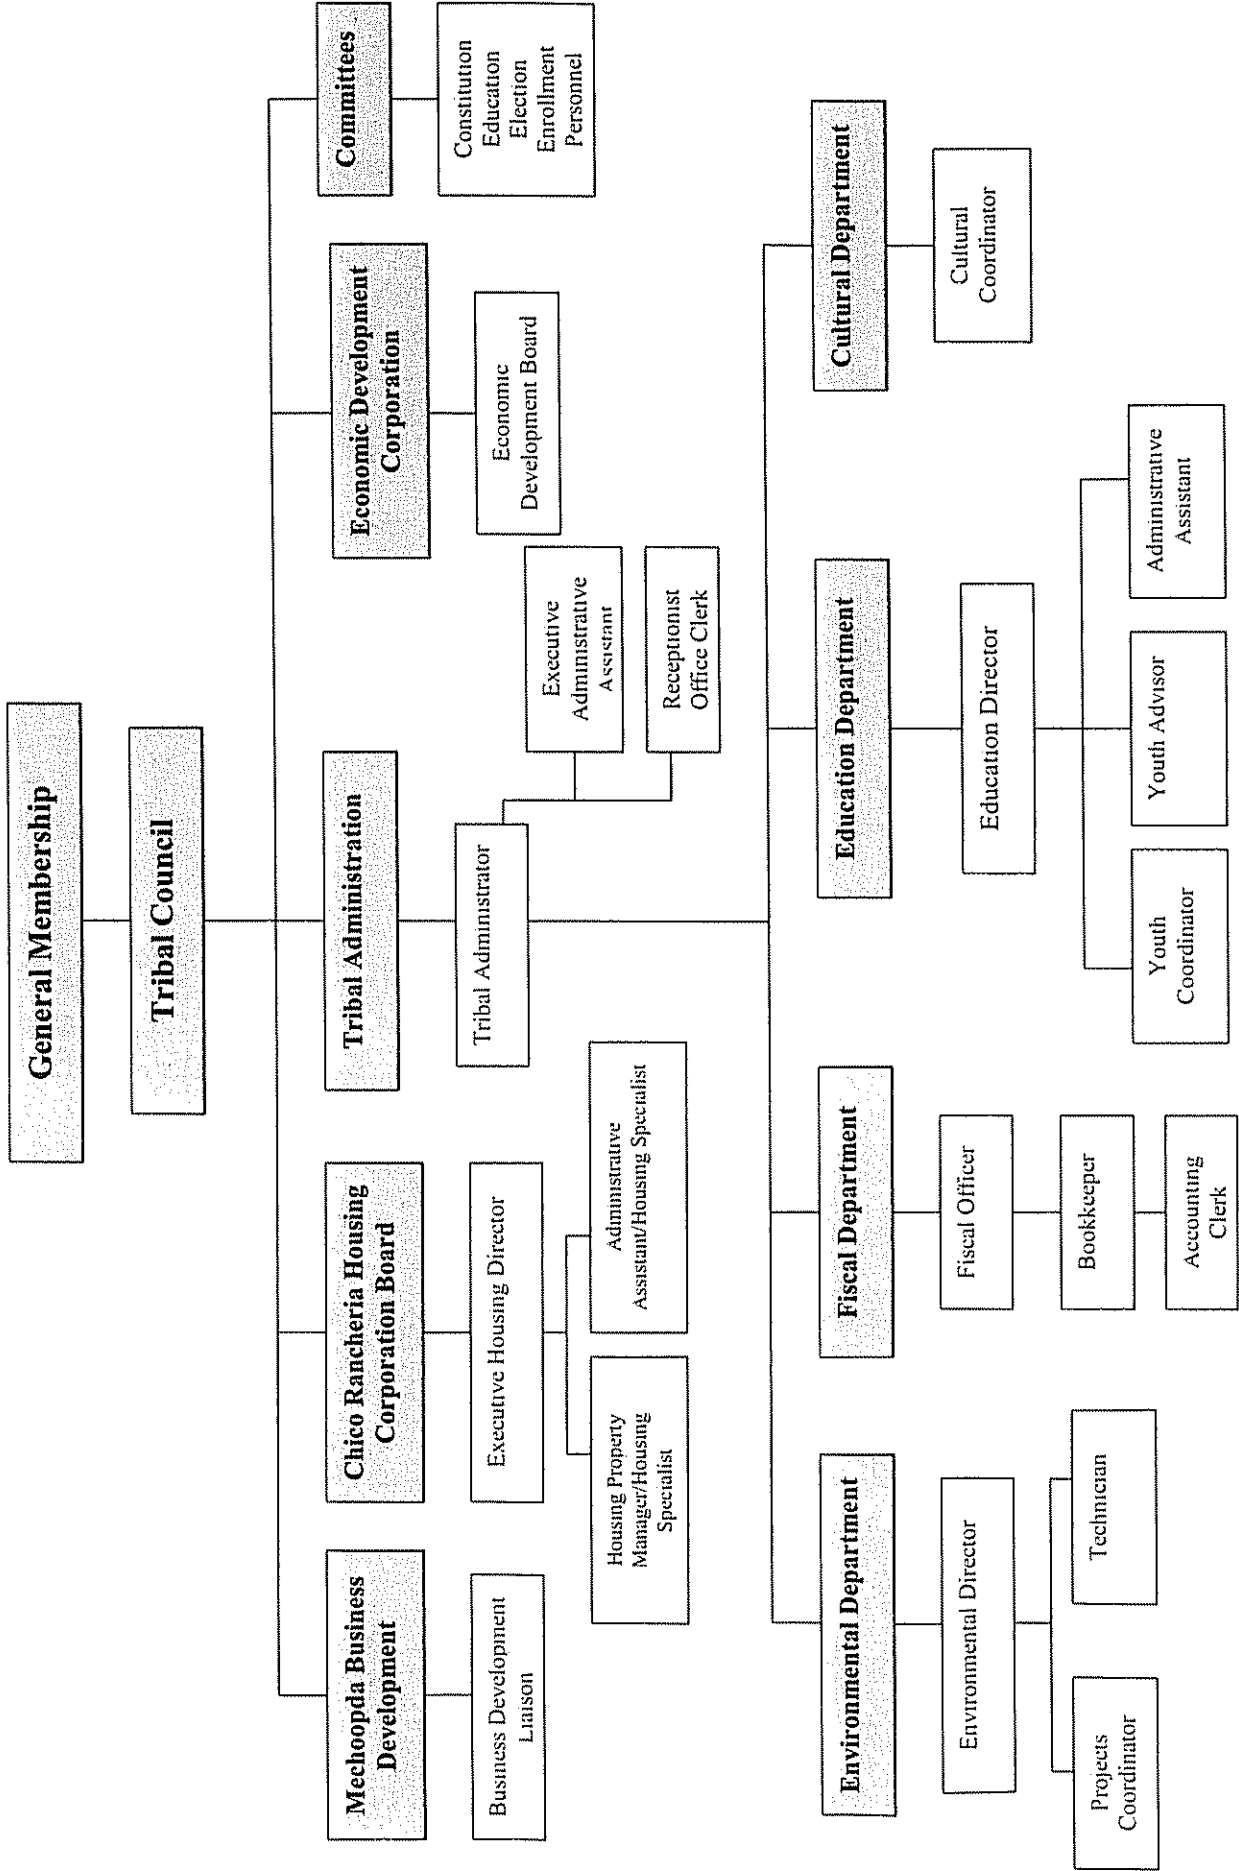 General Membership
Tribal Council
Mechoopda Business
Development
Business Development
Liaison
Chico Rancheria Housing
Corporation Board
Executive Housing Director
Housing Property
Manager/Housing
Specialist
Administrative
Assistant/Housing Specialist
Tribal Administration
Tribal Administrator
Executive
Administrative
Assistant
Receptionist
Office Clerk
Economic Development
Corporation
Economic
Development Board
Committees
Constitution
Education
Election
Enrollment
Personnel
Environmental Department
Environmental Director
Projects
Coordinator
Technician
Fiscal Department
Fiscal Officer
Bookkeeper
Accounting
Clerk
Education Department
Education Director
Youth
Coordinator
Youth Advisor
Administrative
Assistant
Cultural Department
Cultural
Coordinator